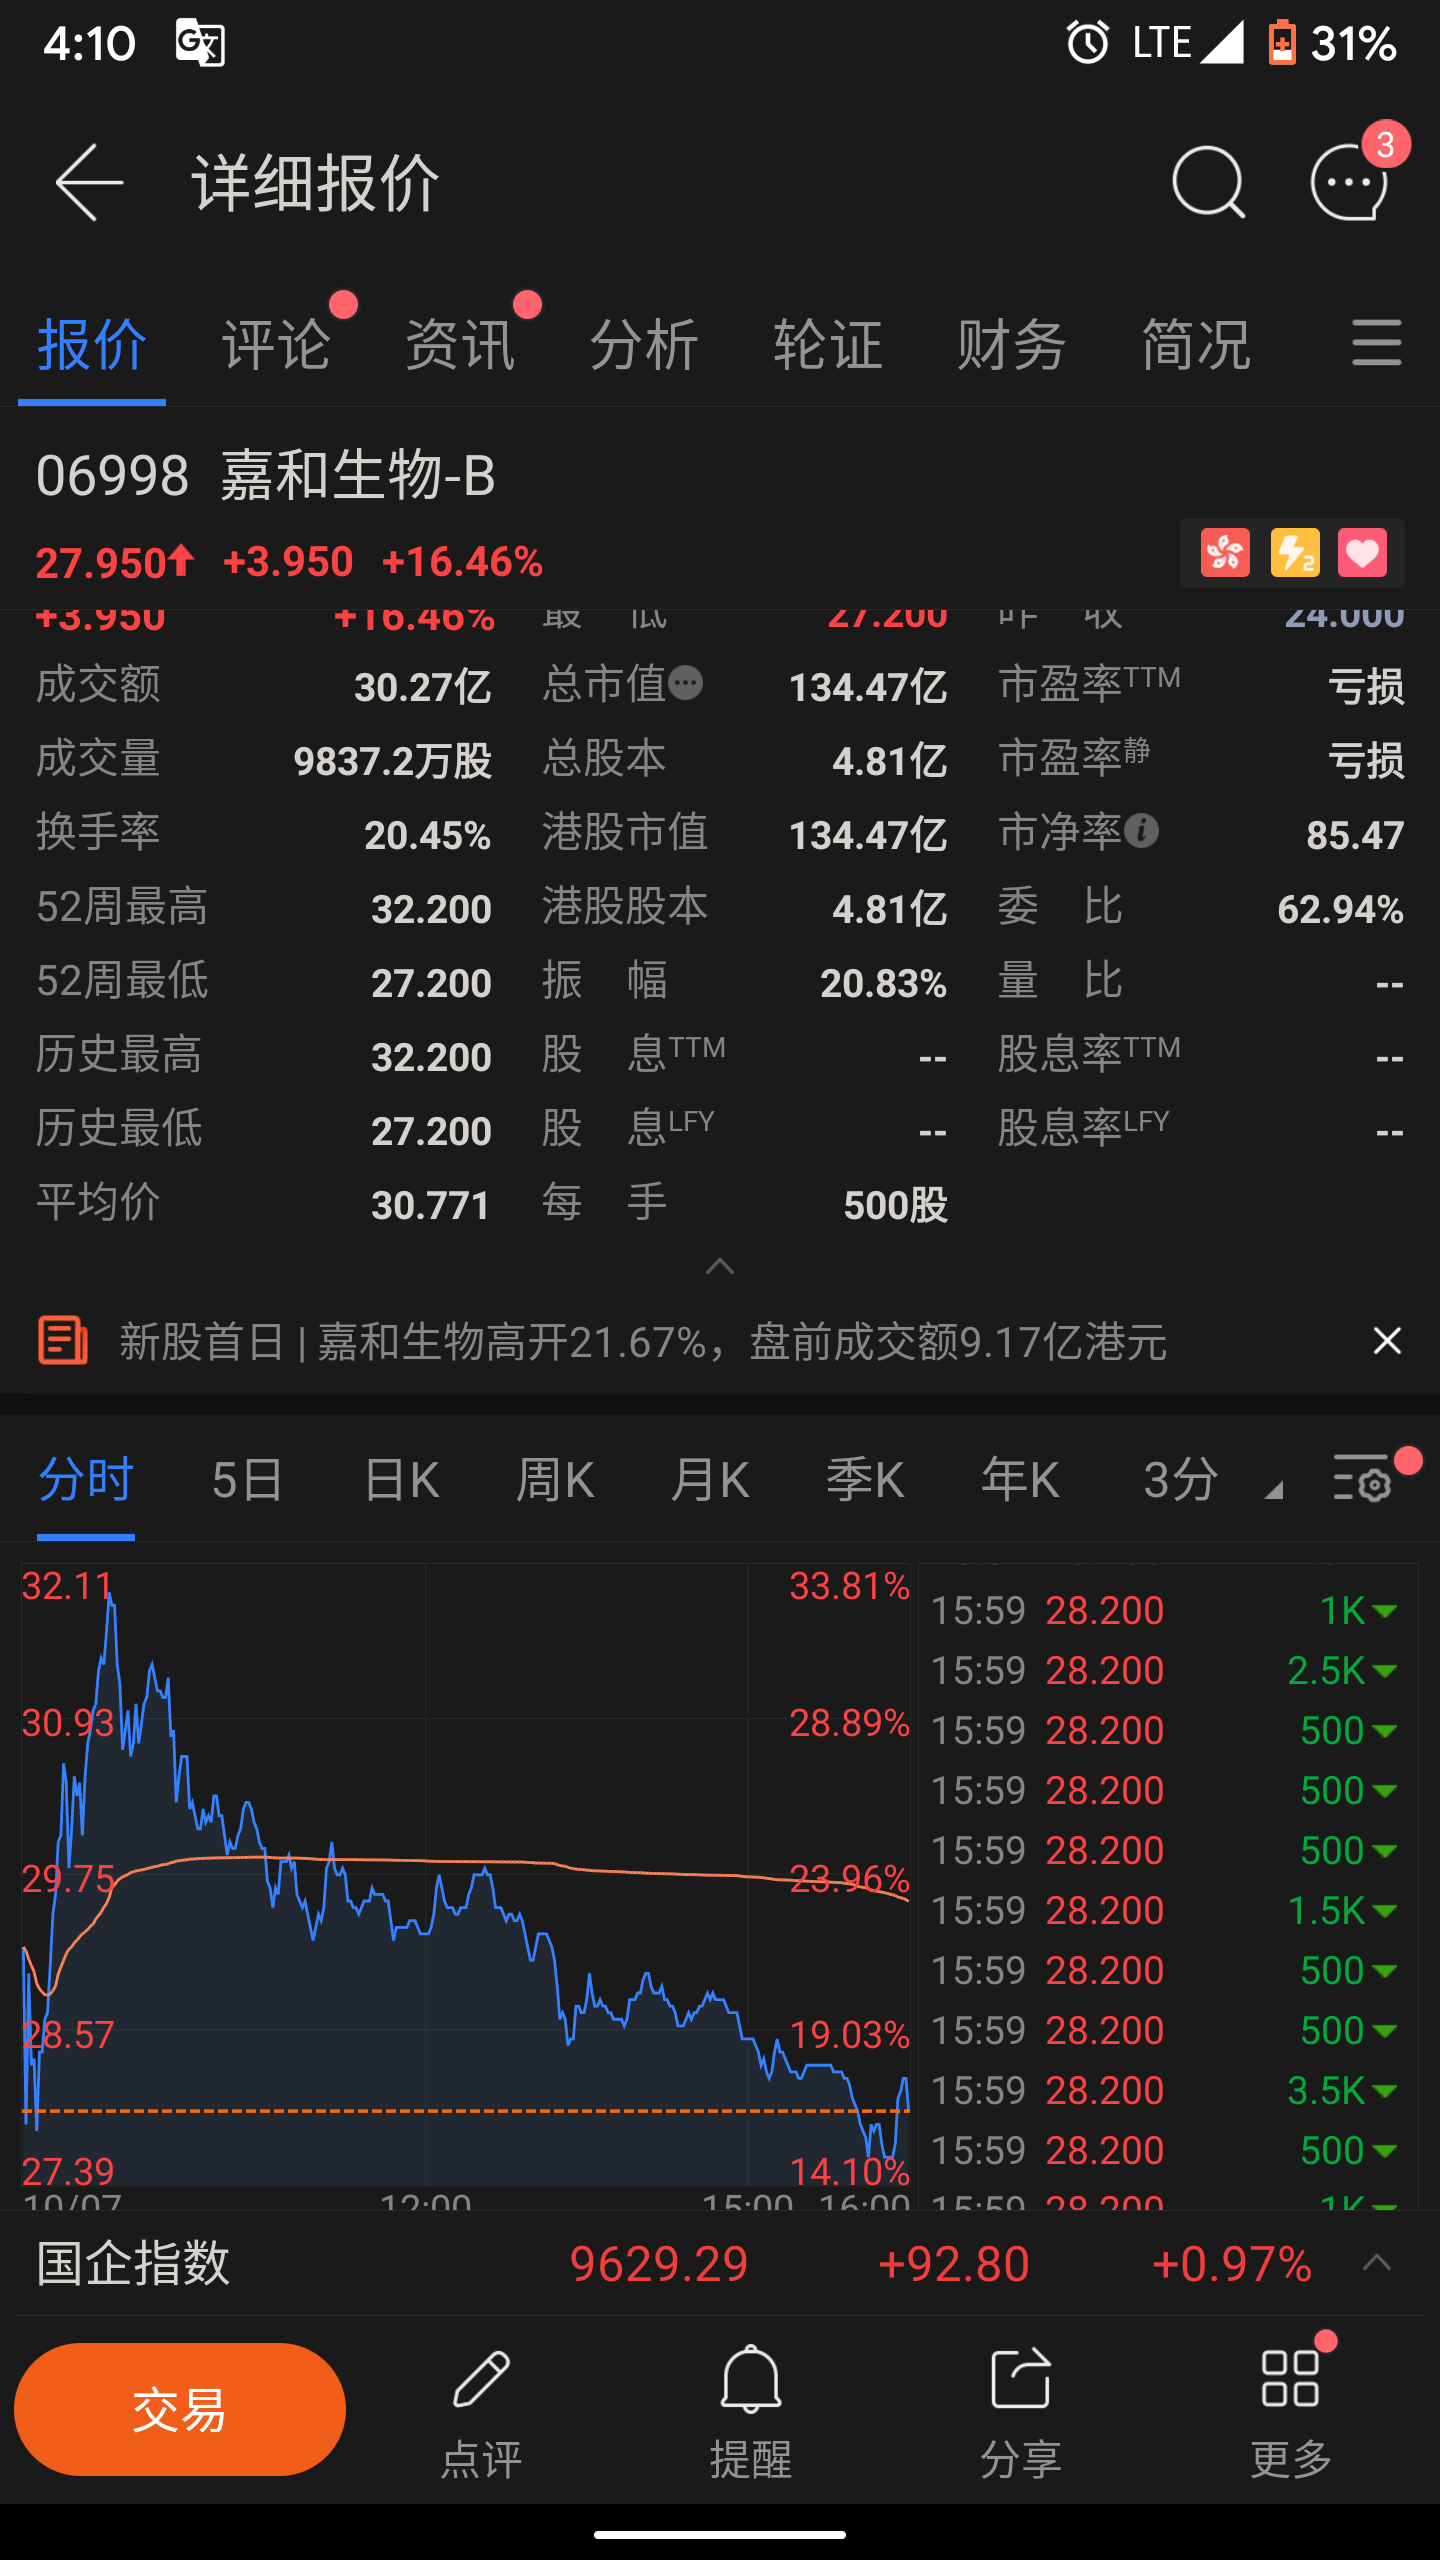 4:10 LTE 31%
详细报价 3
报价 评论 资讯 分析 轮证 财务 简况
06998 嘉和生物-B
27.950 +3.950 +16.46%
+3.950 +16.46% 最 低 27.200 昨 收 24.000
成交额 30.27亿 总市值 134.47亿 市盈率TTM 亏损
成交量 9837.2万股 总股本 4.81亿 市盈率静 亏损
换手率 20.45% 港股市值 134.47亿 市净率 85.47
52周最高 32.200 港股股本 4.81亿 委 比 62.94%
52周最低 27.200 振 幅 20.83% 量 比 --
历史最高 32.200 股 息TTM -- 股息率TTM --
历史最低 27.200 股 息LFY -- 股息率LFY --
平均价 30.771 每 手 500股
新股首日 | 嘉和生物高开21.67%，盘前成交额9.17亿港元
分时 5日 日K 周K 月K 季K 年K 3分
32.11 33.81%
30.93 28.89%
29.75 23.96%
28.57 19.03%
27.39 14.10%
10/07 12:00 15:00 16:00
15:59 28.200 1K
15:59 28.200 2.5K
15:59 28.200 500
15:59 28.200 500
15:59 28.200 500
15:59 28.200 1.5K
15:59 28.200 500
15:59 28.200 500
15:59 28.200 3.5K
15:59 28.200 500
15:59 28.200 1K
国企指数 9629.29 +92.80 +0.97%
交易 点评 提醒 分享 更多